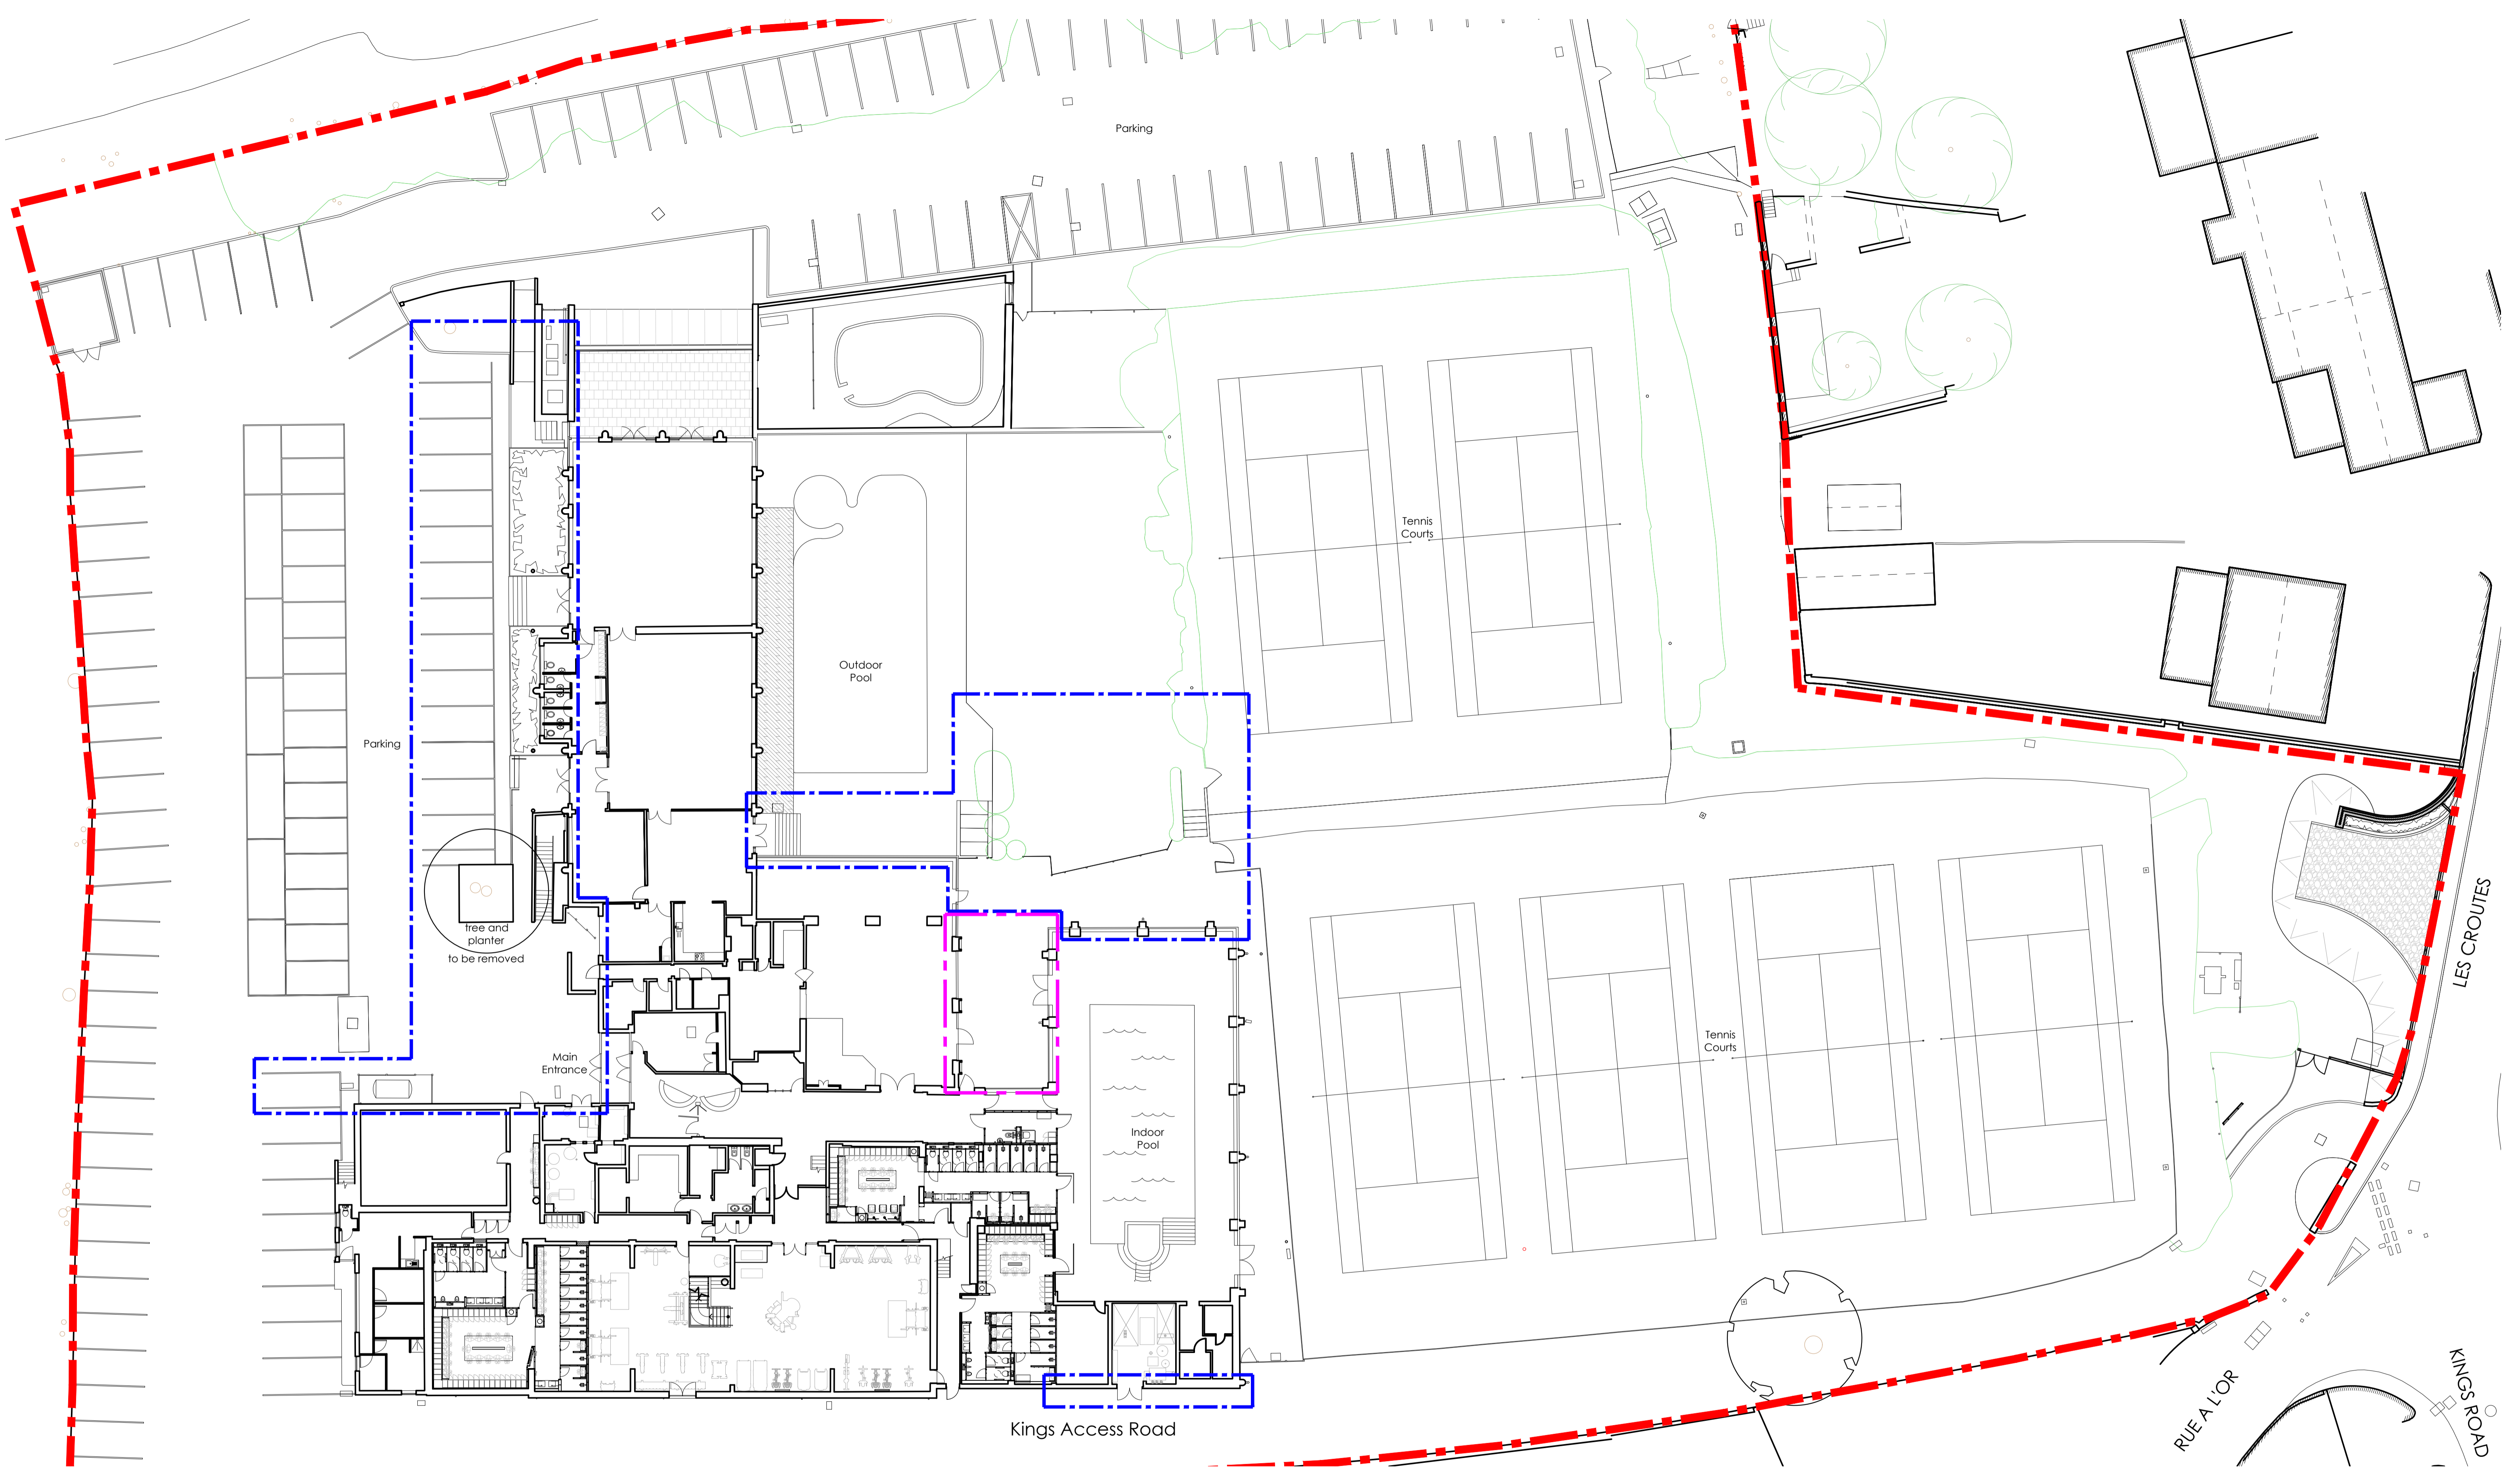 Parking
Tennis
Courts
Outdoor
Pool
Parking
tree and
planter
to be removed
LES CROUTES
Main
Entrance
Tennis
Courts
Indoor
Pool
Kings Access Road
RUE A L'OR
KINGS ROAD